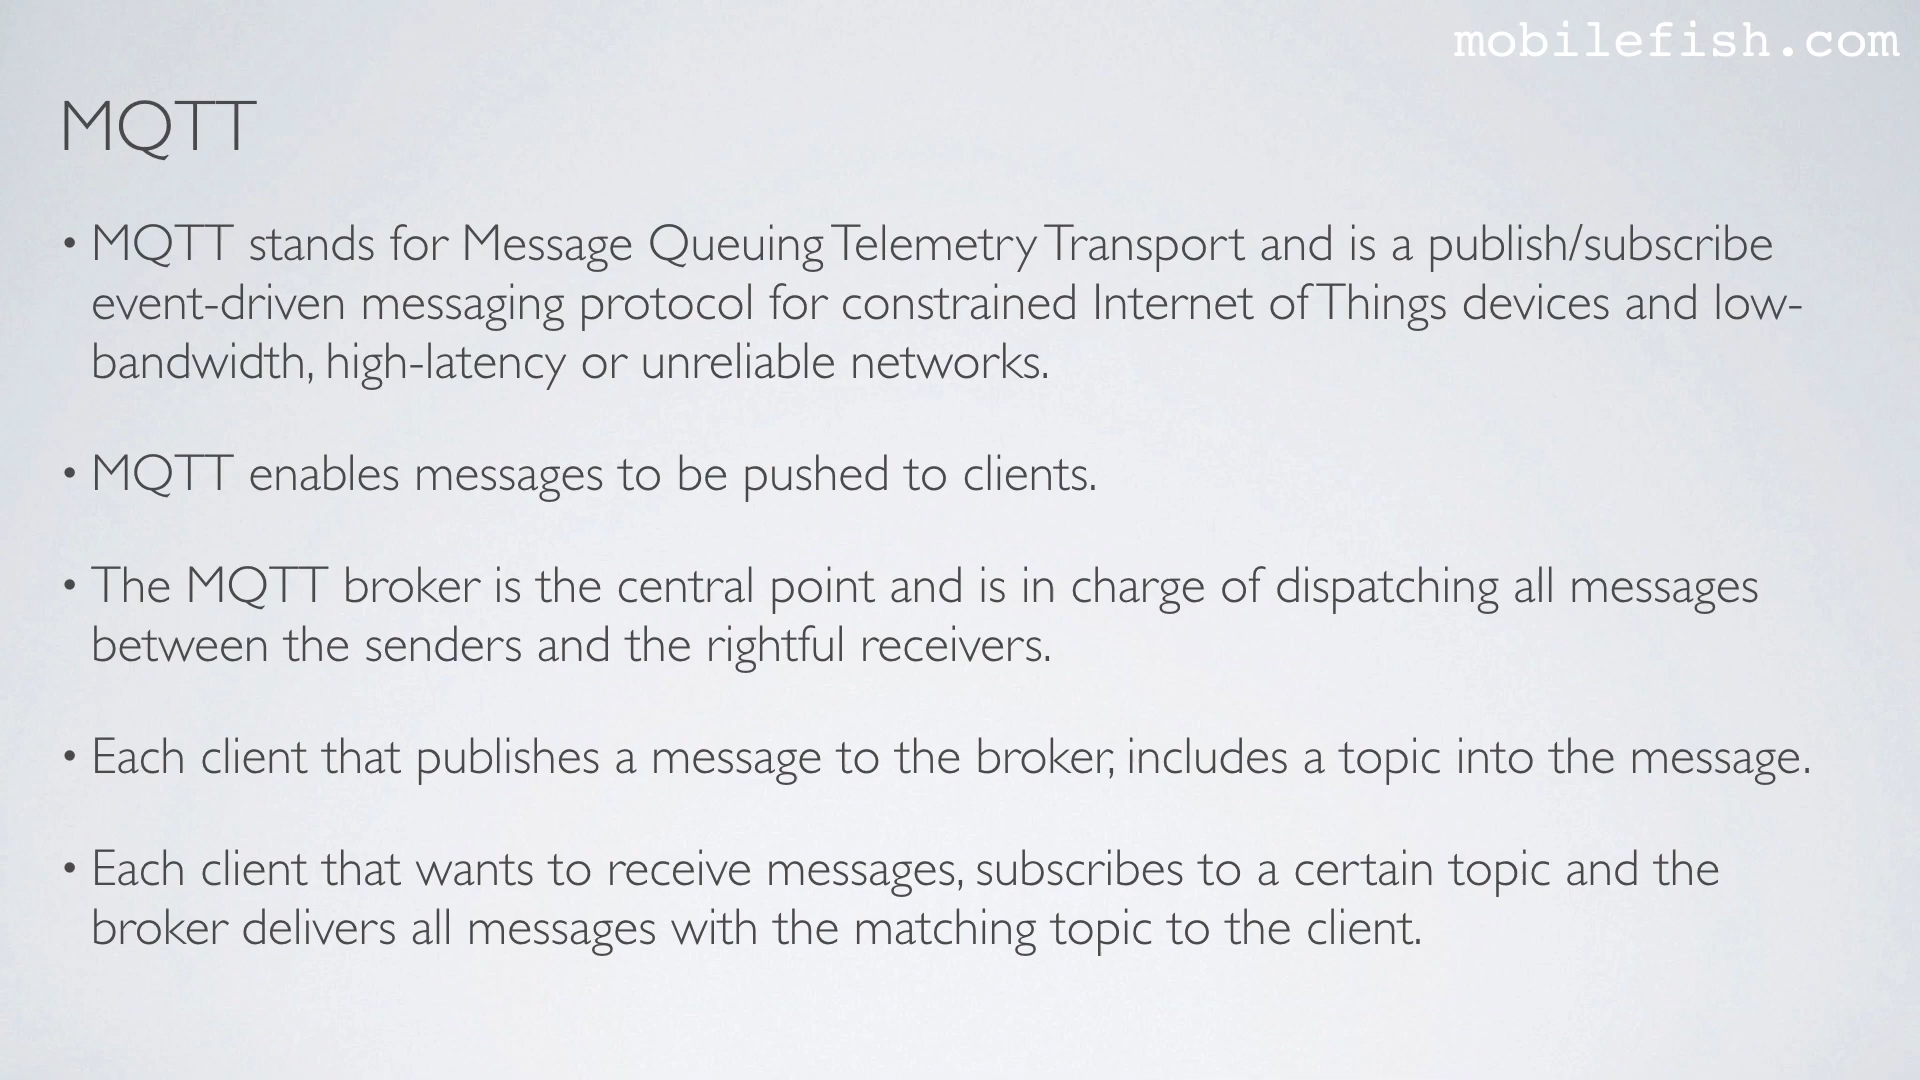 mobilefish.com
MQTT
• MQTT stands for Message Queuing Telemetry Transport and is a publish/subscribe
event-driven messaging protocol for constrained Internet of Things devices and low-
bandwidth, high-latency or unreliable networks.
• MQTT enables messages to be pushed to clients.
• The MQTT broker is the central point and is in charge of dispatching all messages
between the senders and the rightful receivers.
• Each client that publishes a message to the broker, includes a topic into the message.
• Each client that wants to receive messages, subscribes to a certain topic and the
broker delivers all messages with the matching topic to the client.